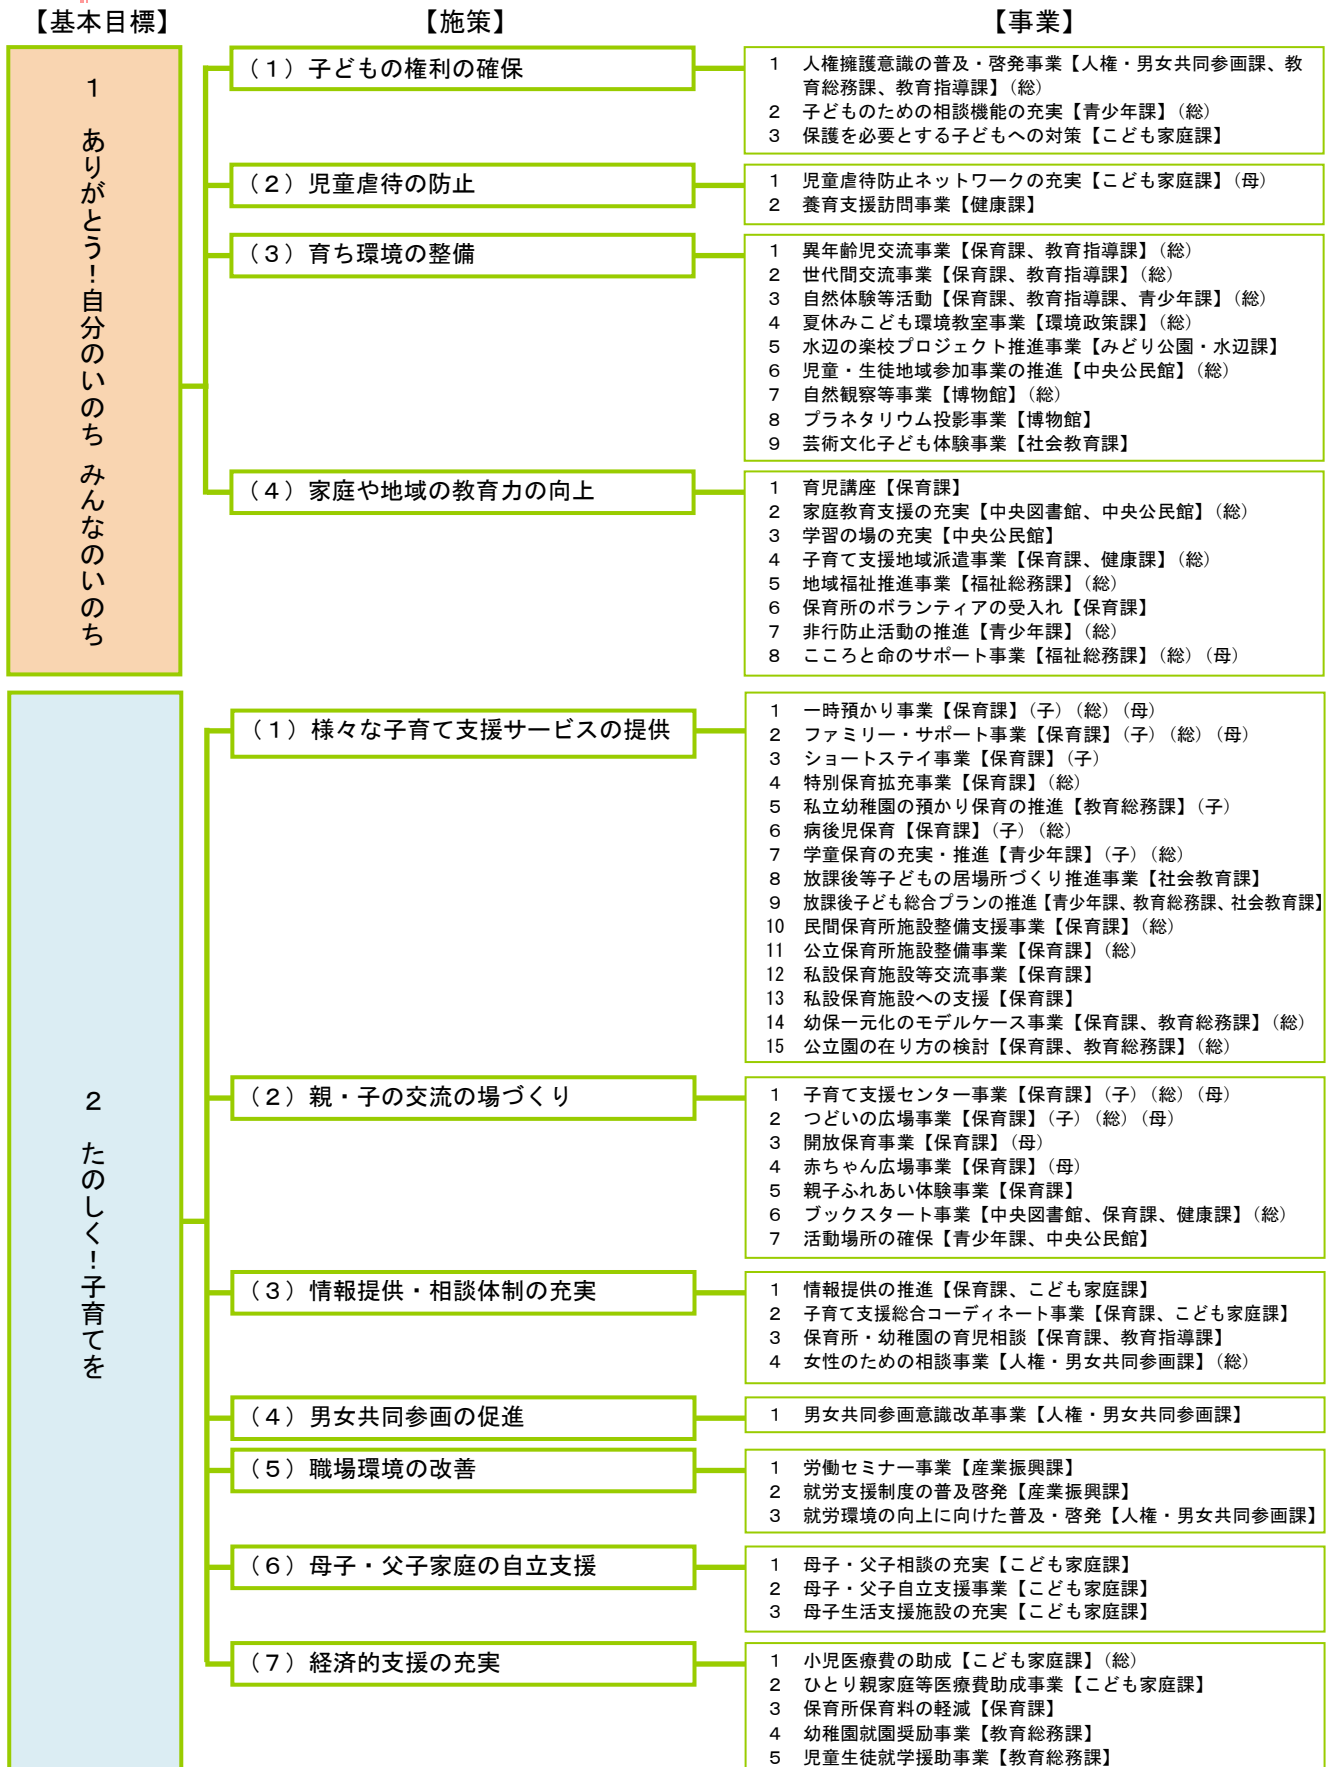 【基本目標】 【施策】 【事業】
1 ありがとう！自分のいのち みんなのいのち
（１）子どもの権利の確保
1 人権擁護意識の普及・啓発事業【人権・男女共同参画課、教
育総務課、教育指導課】（総）
2 子どものための相談機能の充実【青少年課】（総）
3 保護を必要とする子どもへの対策【こども家庭課】
（２）児童虐待の防止
1 児童虐待防止ネットワークの充実【こども家庭課】（母）
2 養育支援訪問事業【健康課】
（３）育ち環境の整備
1 異年齢児交流事業【保育課、教育指導課】（総）
2 世代間交流事業【保育課、教育指導課】（総）
3 自然体験等活動【保育課、教育指導課、青少年課】（総）
4 夏休みこども環境教室事業【環境政策課】（総）
5 水辺の楽校プロジェクト推進事業【みどり公園・水辺課】
6 児童・生徒地域参加事業の推進【中央公民館】（総）
7 自然観察等事業【博物館】（総）
8 プラネタリウム投影事業【博物館】
9 芸術文化子ども体験事業【社会教育課】
（４）家庭や地域の教育力の向上
1 育児講座【保育課】
2 家庭教育支援の充実【中央図書館、中央公民館】（総）
3 学習の場の充実【中央公民館】
4 子育て支援地域派遣事業【保育課、健康課】（総）
5 地域福祉推進事業【福祉総務課】（総）
6 保育所のボランティアの受入れ【保育課】
7 非行防止活動の推進【青少年課】（総）
8 こころと命のサポート事業【福祉総務課】（総）（母）
2 たのしく！子育てを
（１）様々な子育て支援サービスの提供
1 一時預かり事業【保育課】（子）（総）（母）
2 ファミリー・サポート事業【保育課】（子）（総）（母）
3 ショートステイ事業【保育課】（子）
4 特別保育拡充事業【保育課】（総）
5 私立幼稚園の預かり保育の推進【教育総務課】（子）
6 病後児保育【保育課】（子）（総）
7 学童保育の充実・推進【青少年課】（子）（総）
8 放課後等子どもの居場所づくり推進事業【社会教育課】
9 放課後子ども総合プランの推進【青少年課、教育総務課、社会教育課】
10 民間保育所施設整備支援事業【保育課】（総）
11 公立保育所施設整備事業【保育課】（総）
12 私設保育施設等交流事業【保育課】
13 私設保育施設への支援【保育課】
14 幼保一元化のモデルケース事業【保育課、教育総務課】（総）
15 公立園の在り方の検討【保育課、教育総務課】（総）
（２）親・子の交流の場づくり
1 子育て支援センター事業【保育課】（子）（総）（母）
2 つどいの広場事業【保育課】（子）（総）（母）
3 開放保育事業【保育課】（母）
4 赤ちゃん広場事業【保育課】（母）
5 親子ふれあい体験事業【保育課】
6 ブックスタート事業【中央図書館、保育課、健康課】（総）
7 活動場所の確保【青少年課、中央公民館】
（３）情報提供・相談体制の充実
1 情報提供の推進【保育課、こども家庭課】
2 子育て支援総合コーディネート事業【保育課、こども家庭課】
3 保育所・幼稚園の育児相談【保育課、教育指導課】
4 女性のための相談事業【人権・男女共同参画課】（総）
（４）男女共同参画の促進
1 男女共同参画意識改革事業【人権・男女共同参画課】
（５）職場環境の改善
1 労働セミナー事業【産業振興課】
2 就労支援制度の普及啓発【産業振興課】
3 就労環境の向上に向けた普及・啓発【人権・男女共同参画課】
（６）母子・父子家庭の自立支援
1 母子・父子相談の充実【こども家庭課】
2 母子・父子自立支援事業【こども家庭課】
3 母子生活支援施設の充実【こども家庭課】
（７）経済的支援の充実
1 小児医療費の助成【こども家庭課】（総）
2 ひとり親家庭等医療費助成事業【こども家庭課】
3 保育所保育料の軽減【保育課】
4 幼稚園就園奨励事業【教育総務課】
5 児童生徒就学援助事業【教育総務課】